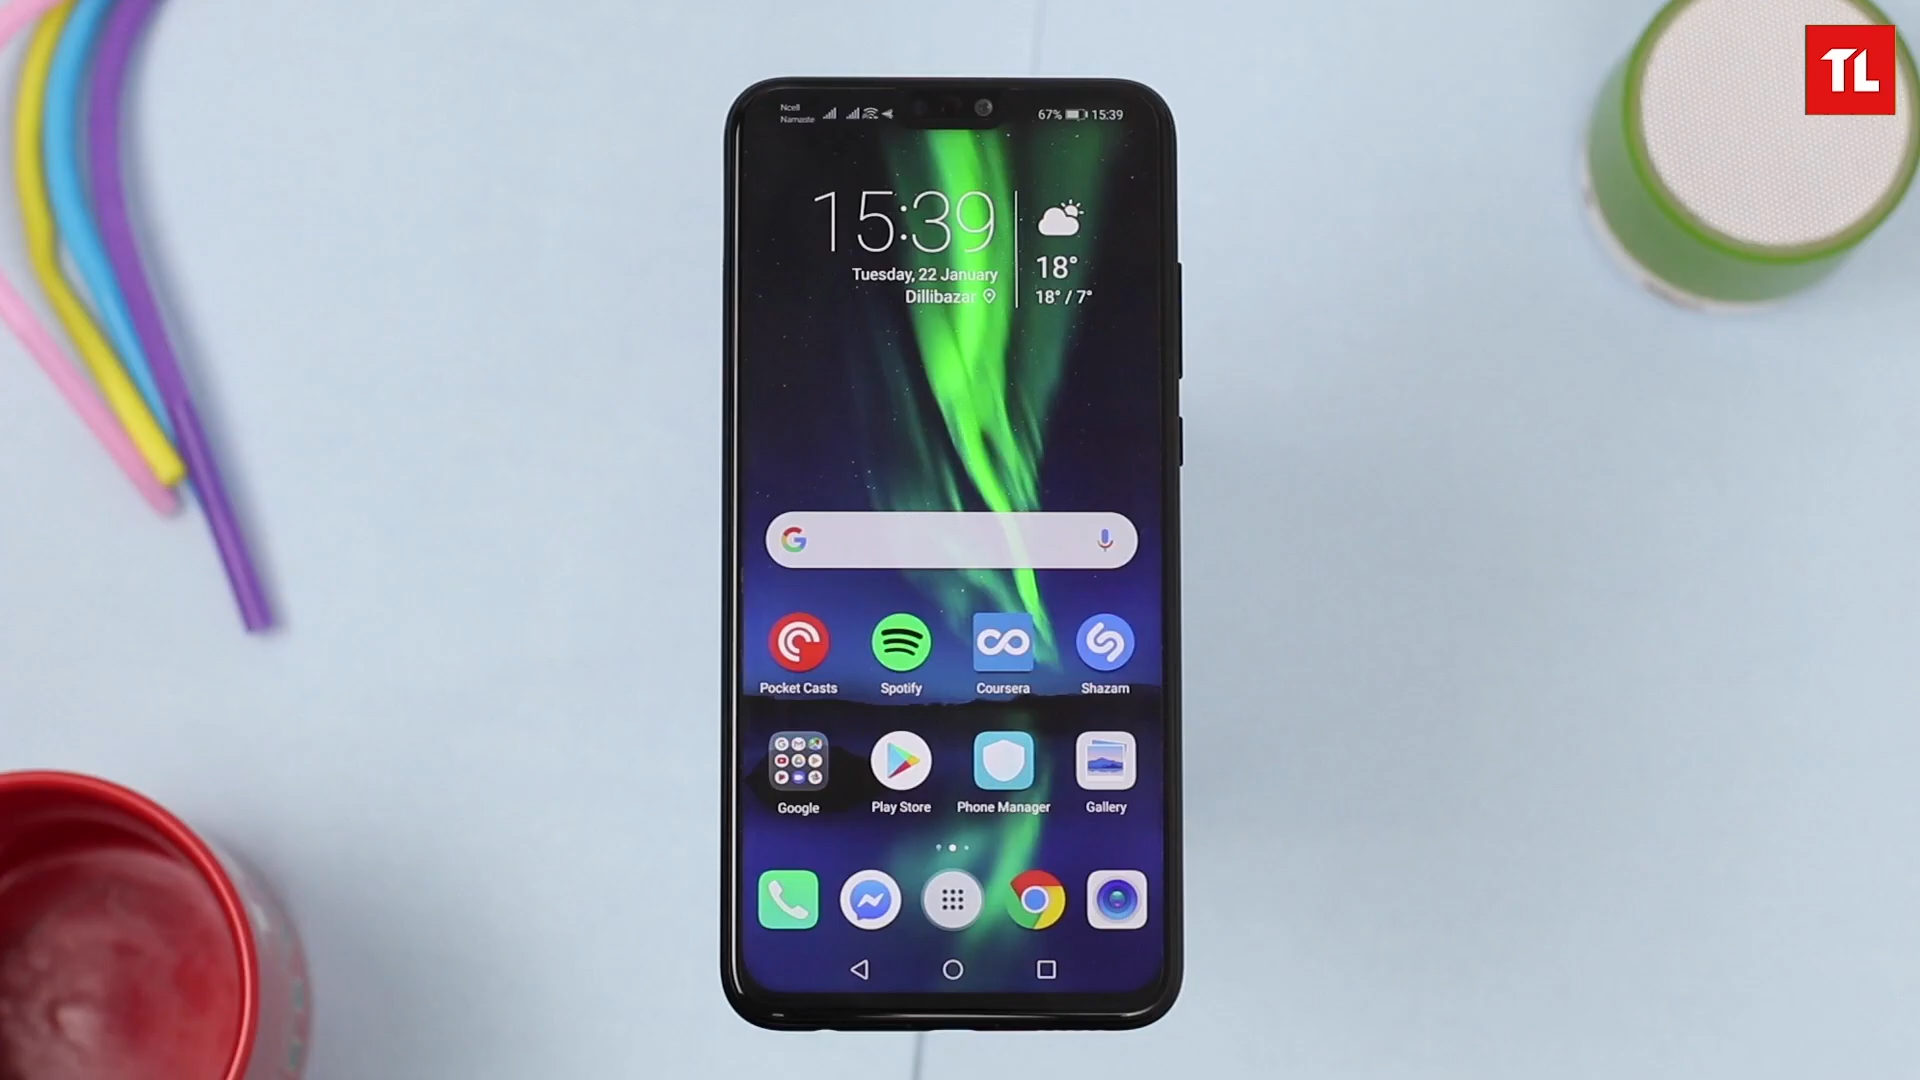 TL
Ncell
Namaste
67% 15:39
15:39
Tuesday, 22 January
Dillibazar
18°
18° / 7°
G
Pocket Casts Spotify Coursera Shazam
Google Play Store Phone Manager Gallery